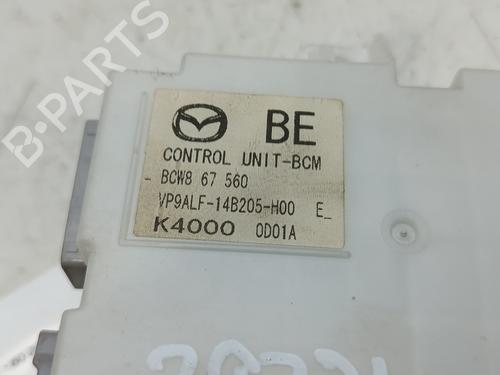 B-PARTS
BE
CONTROL UNIT-BCM
BCW8 67 560
VP9ALF-14B205-H00 E_
K4000 0D01A